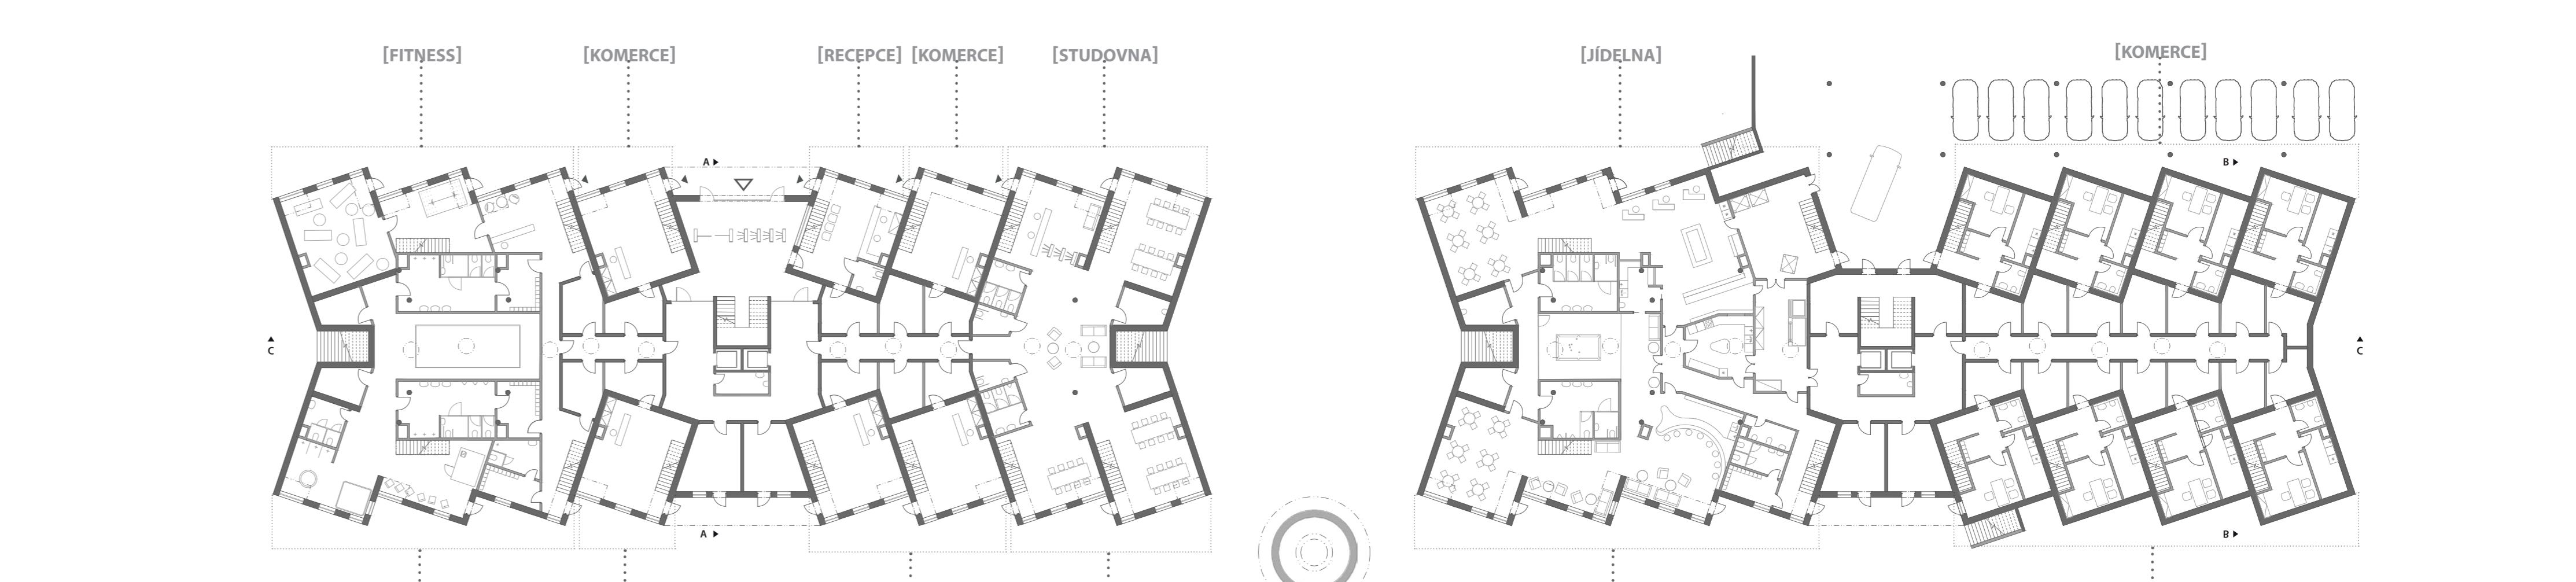 [FITNESS] [KOMERCE] [RECEPCE] [KOMERCE] [STUDOVNA] [JÍDELNA] [KOMERCE]
A B
C C
A B